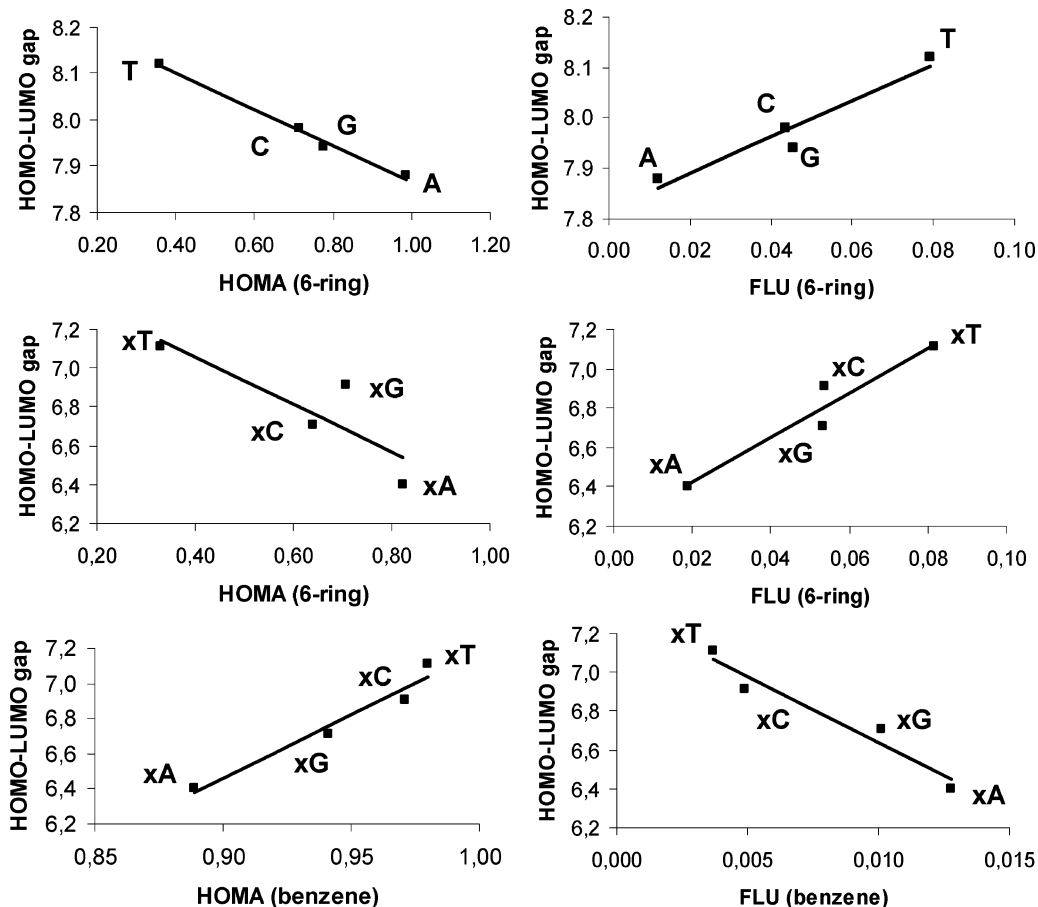 HOMO-LUMO gap
8.2
8.1
8.0
7.9
7.8
T
C
G
A
0.20 0.40 0.60 0.80 1.00 1.20
HOMA (6-ring)
HOMO-LUMO gap
8.2
8.1
8.0
7.9
7.8
T
C
A
G
0.00 0.02 0.04 0.06 0.08 0.10
FLU (6-ring)
HOMO-LUMO gap
7,2
7,0
6,8
6,6
6,4
6,2
xT
xG
xC
xA
0,20 0,40 0,60 0,80 1,00
HOMA (6-ring)
HOMO-LUMO gap
7,2
7,0
6,8
6,6
6,4
6,2
xT
xC
xG
xA
0,00 0,02 0,04 0,06 0,08 0,10
FLU (6-ring)
HOMO-LUMO gap
7,2
7,0
6,8
6,6
6,4
6,2
xT
xC
xG
xA
0,85 0,90 0,95 1,00
HOMA (benzene)
HOMO-LUMO gap
7,2
7,0
6,8
6,6
6,4
6,2
xT
xC
xG
xA
0,000 0,005 0,010 0,015
FLU (benzene)